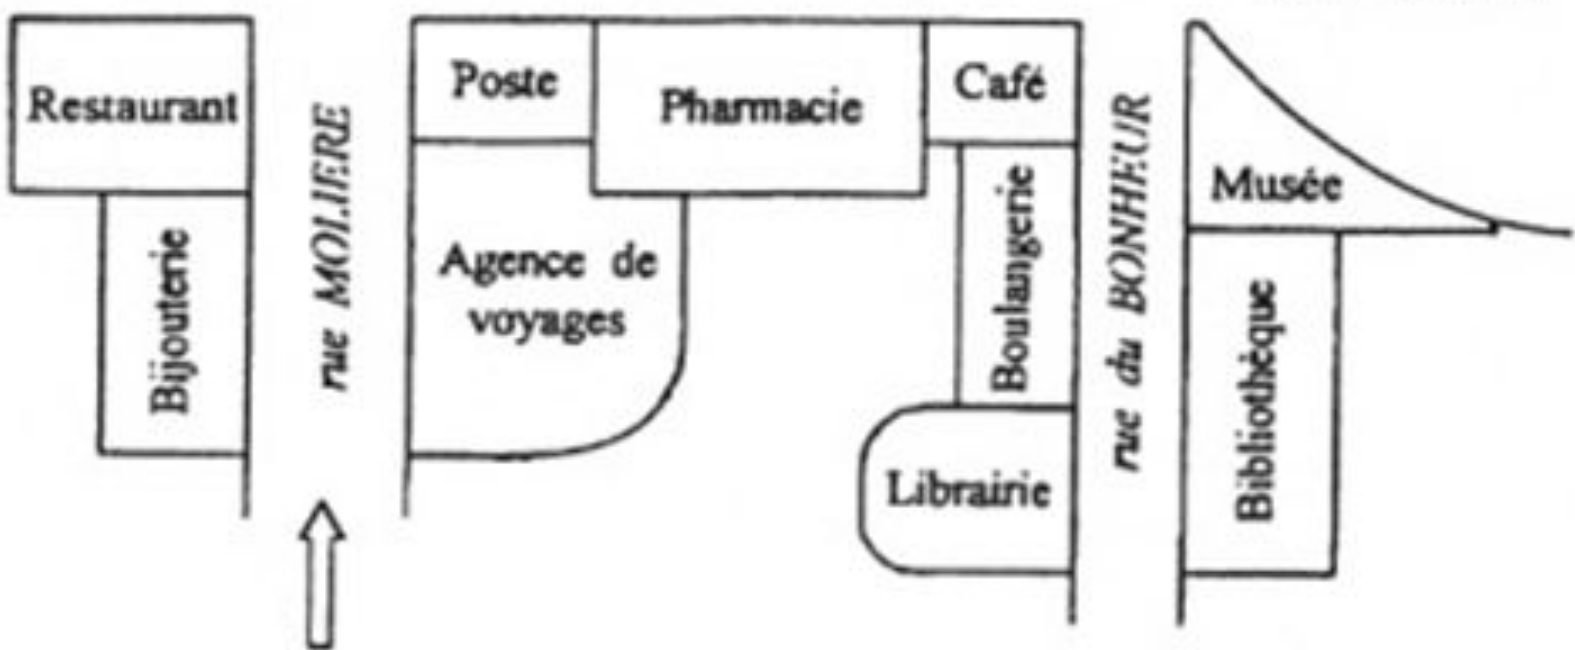 Restaurant
Bijouterie
rue MOLIERE
Poste
Pharmacie
Café
Agence de
voyages
Boulangerie
Librairie
rue du BONHEUR
Musée
Bibliothèque